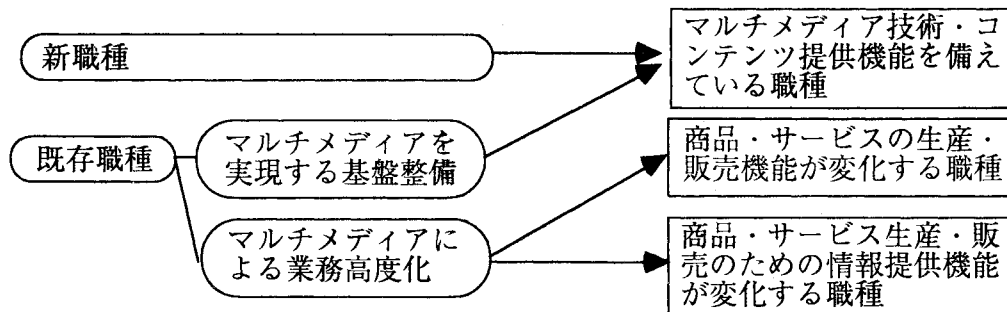 新職種
マルチメディア技術・コ
ンテンツ提供機能を備え
ている職種
既存職種
マルチメディアを
実現する基盤整備
商品・サービスの生産・
販売機能が変化する職種
マルチメディアに
よる業務高度化
商品・サービス生産・販
売のための情報提供機能
が変化する職種